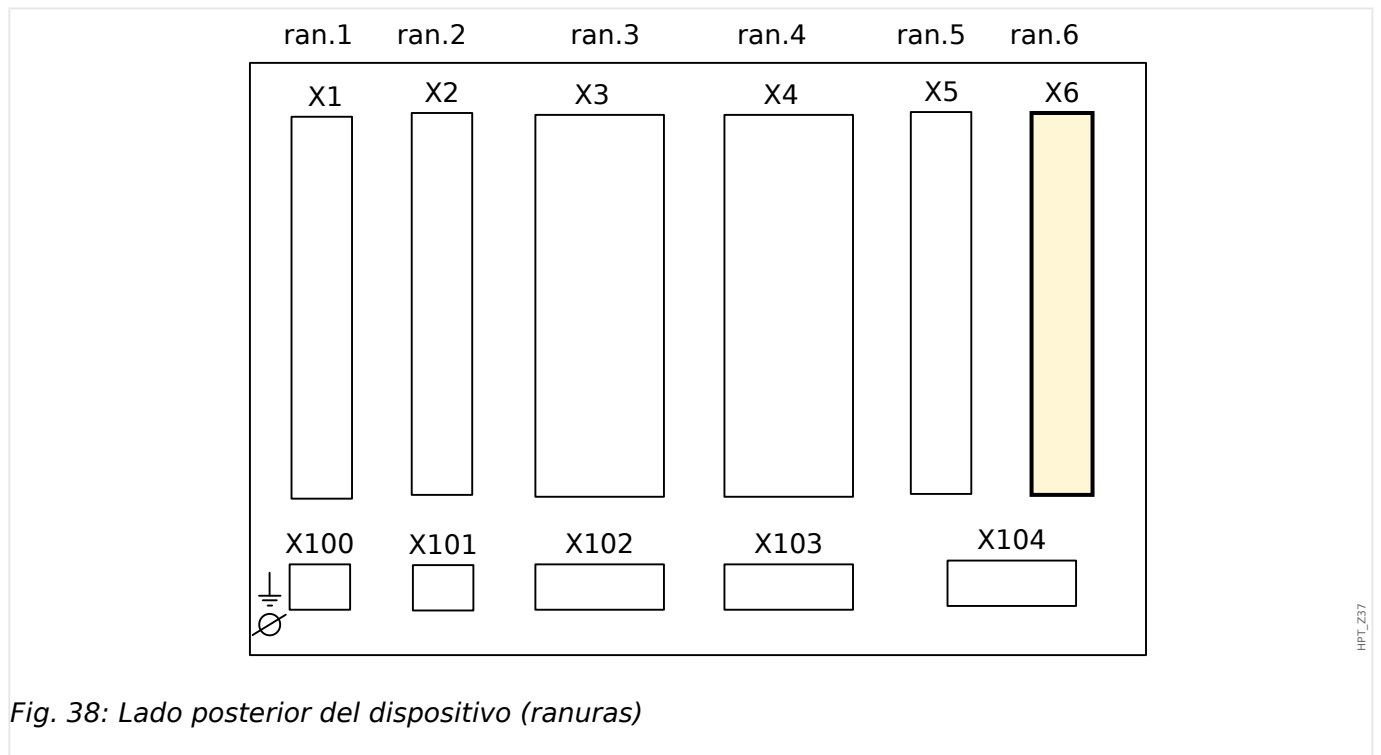 ran.1 ran.2 ran.3 ran.4 ran.5 ran.6
X1 X2 X3 X4 X5 X6
X100 X101 X102 X103 X104
HPT_Z37
Fig. 38: Lado posterior del dispositivo (ranuras)